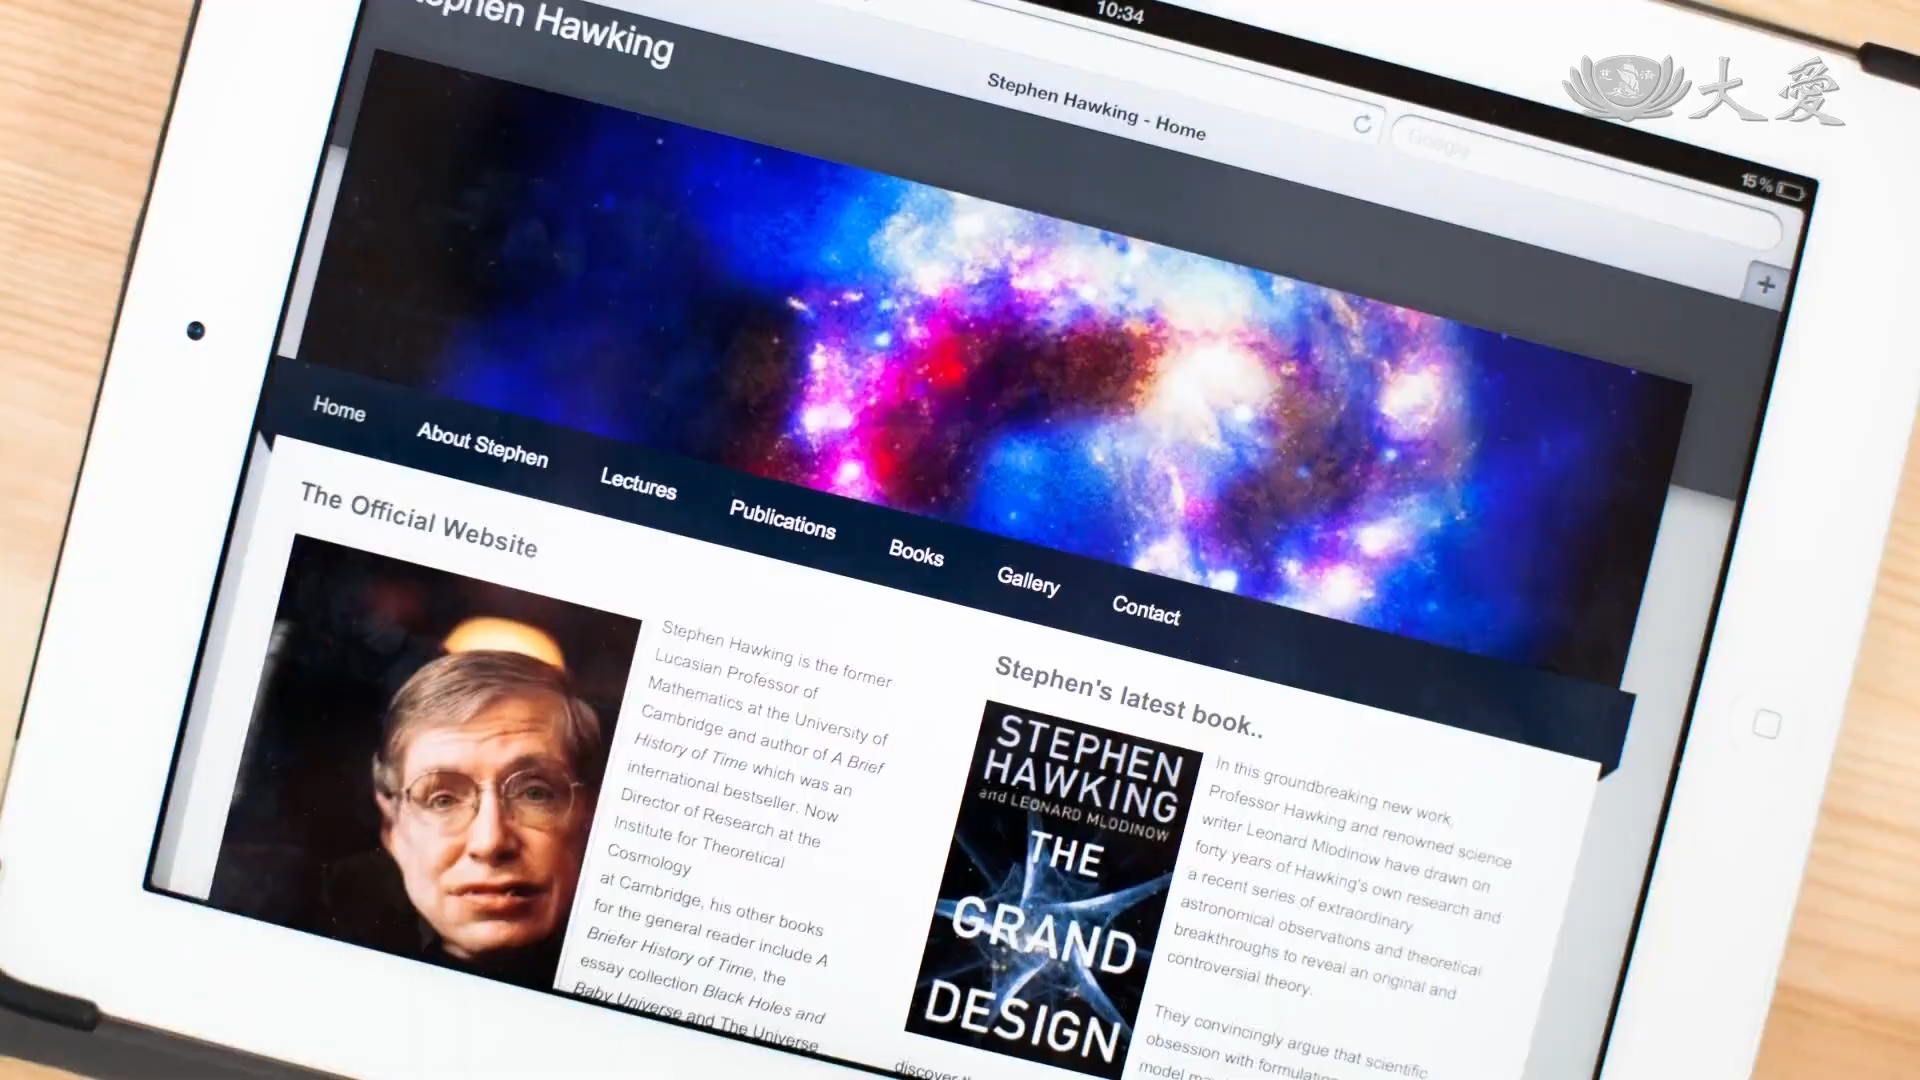 10:34
Stephen Hawking - Home
Google
15%
大愛
Hawking
Home
About Stephen
Lectures
Publications
Books
Gallery
Contact
The Official Website
Stephen Hawking is the former
Lucasian Professor of
Mathematics at the University of
Cambridge and author of A Brief
History of Time which was an
international bestseller. Now
Director of Research at the
Institute for Theoretical
Cosmology
at Cambridge, his other books
for the general reader include A
Briefer History of Time, the
essay collection Black Holes and
Baby Universe and The Universe
Stephen's latest book..
STEPHEN
HAWKING
and LEONARD MLODINOW
THE
GRAND
DESIGN
In this groundbreaking new work,
Professor Hawking and renowned science
writer Leonard Mlodinow have drawn on
forty years of Hawking's own research and
a recent series of extraordinary
astronomical observations and theoretical
breakthroughs to reveal an original and
controversial theory.
They convincingly argue that scientific
obsession with
model
discover